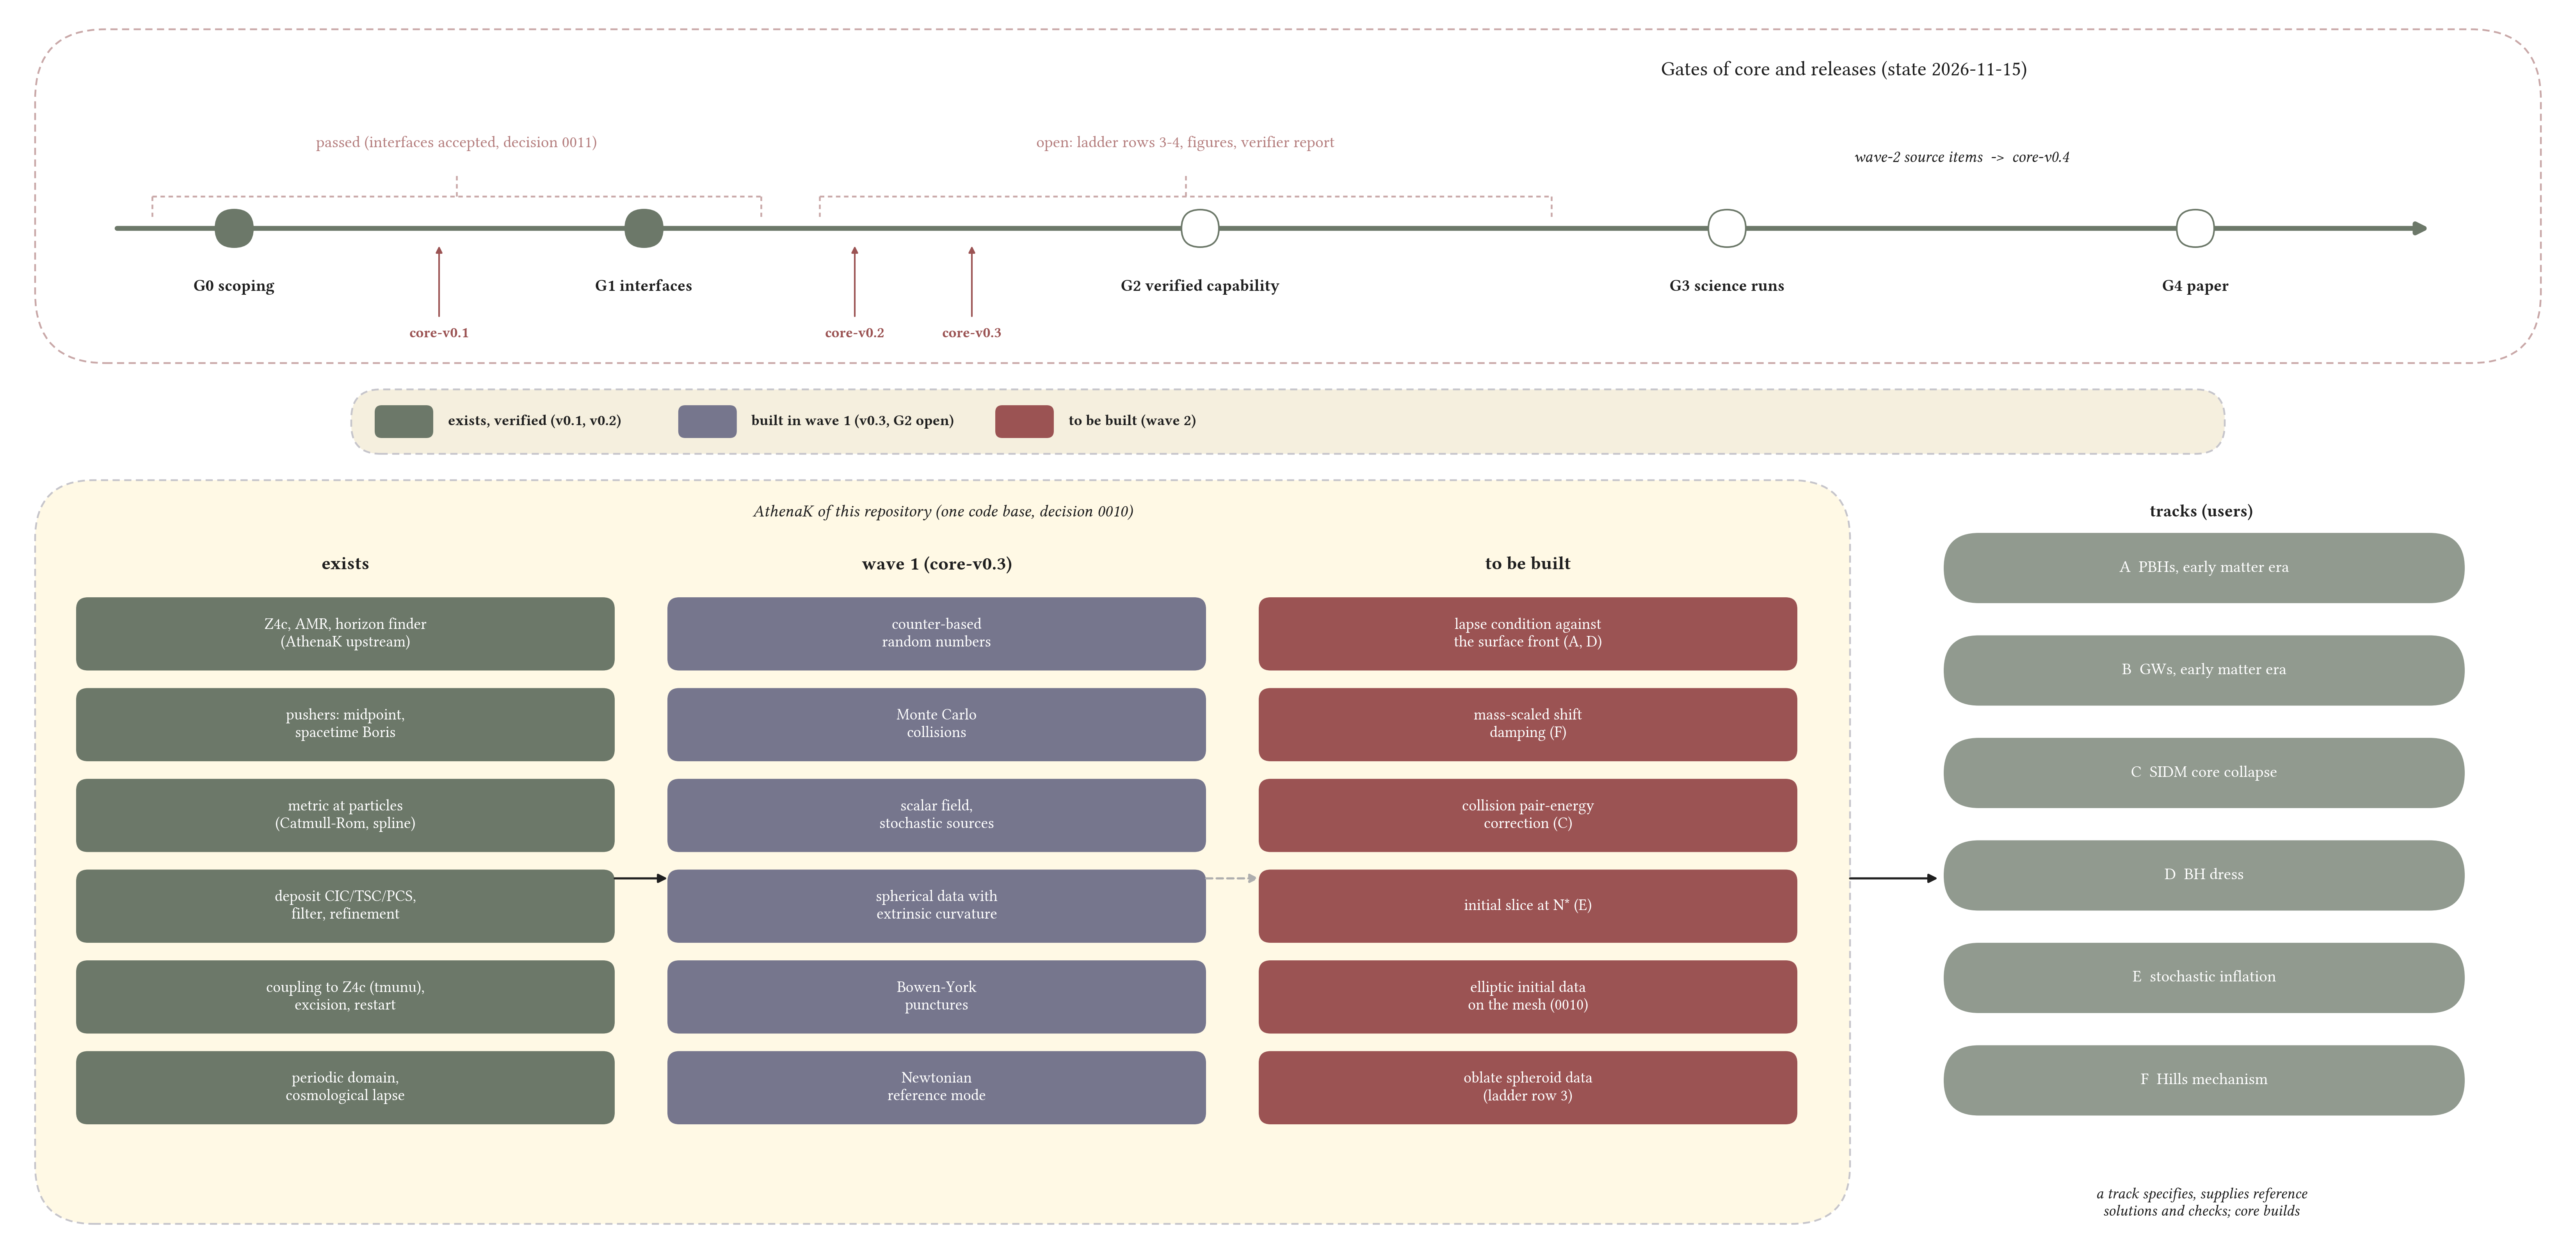 Gates of core and releases (state 2026-11-15)
passed (interfaces accepted, decision 0011)
open: ladder rows 3-4, figures, verifier report
wave-2 source items -> core-v0.4
G0 scoping
G1 interfaces
G2 verified capability
G3 science runs
G4 paper
core-v0.1
core-v0.2
core-v0.3
exists, verified (v0.1, v0.2)
built in wave 1 (v0.3, G2 open)
to be built (wave 2)
AthenaK of this repository (one code base, decision 0010)
exists
Z4c, AMR, horizon finder
(AthenaK upstream)
pushers: midpoint,
spacetime Boris
metric at particles
(Catmull-Rom, spline)
deposit CIC/TSC/PCS,
filter, refinement
coupling to Z4c (tmunu),
excision, restart
periodic domain,
cosmological lapse
wave 1 (core-v0.3)
counter-based
random numbers
Monte Carlo
collisions
scalar field,
stochastic sources
spherical data with
extrinsic curvature
Bowen-York
punctures
Newtonian
reference mode
to be built
lapse condition against
the surface front (A, D)
mass-scaled shift
damping (F)
collision pair-energy
correction (C)
initial slice at N* (E)
elliptic initial data
on the mesh (0010)
oblate spheroid data
(ladder row 3)
tracks (users)
A PBHs, early matter era
B GWs, early matter era
C SIDM core collapse
D BH dress
E stochastic inflation
F Hills mechanism
a track specifies, supplies reference
solutions and checks; core builds